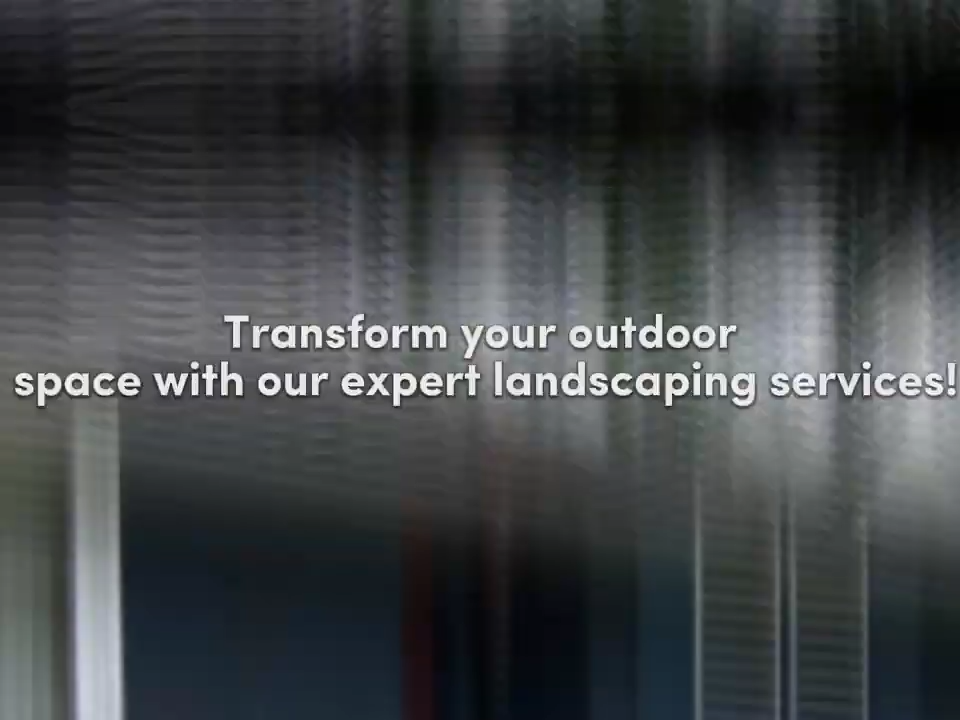 Transform your outdoor
space with our expert landscaping services!